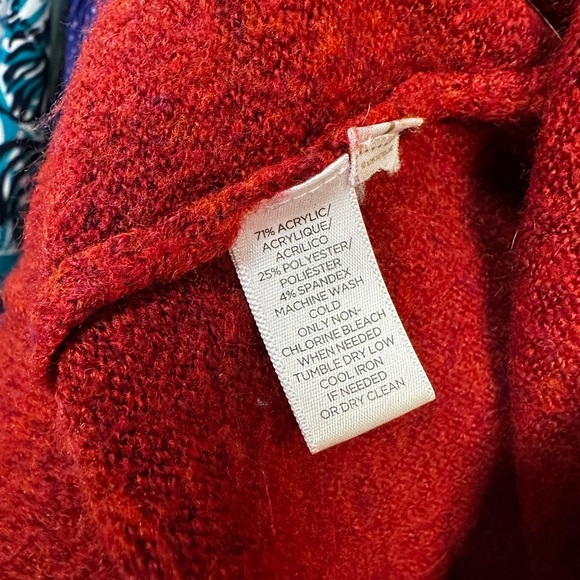 71% ACRYLIC/
ACRYLIQUE/
ACRILICO
25% POLYESTER/
POLIÉSTER
4% SPANDEX
MACHINE WASH
COLD
ONLY NON-
CHLORINE BLEACH
WHEN NEEDED
TUMBLE DRY LOW
COOL IRON
IF NEEDED
OR DRY CLEAN